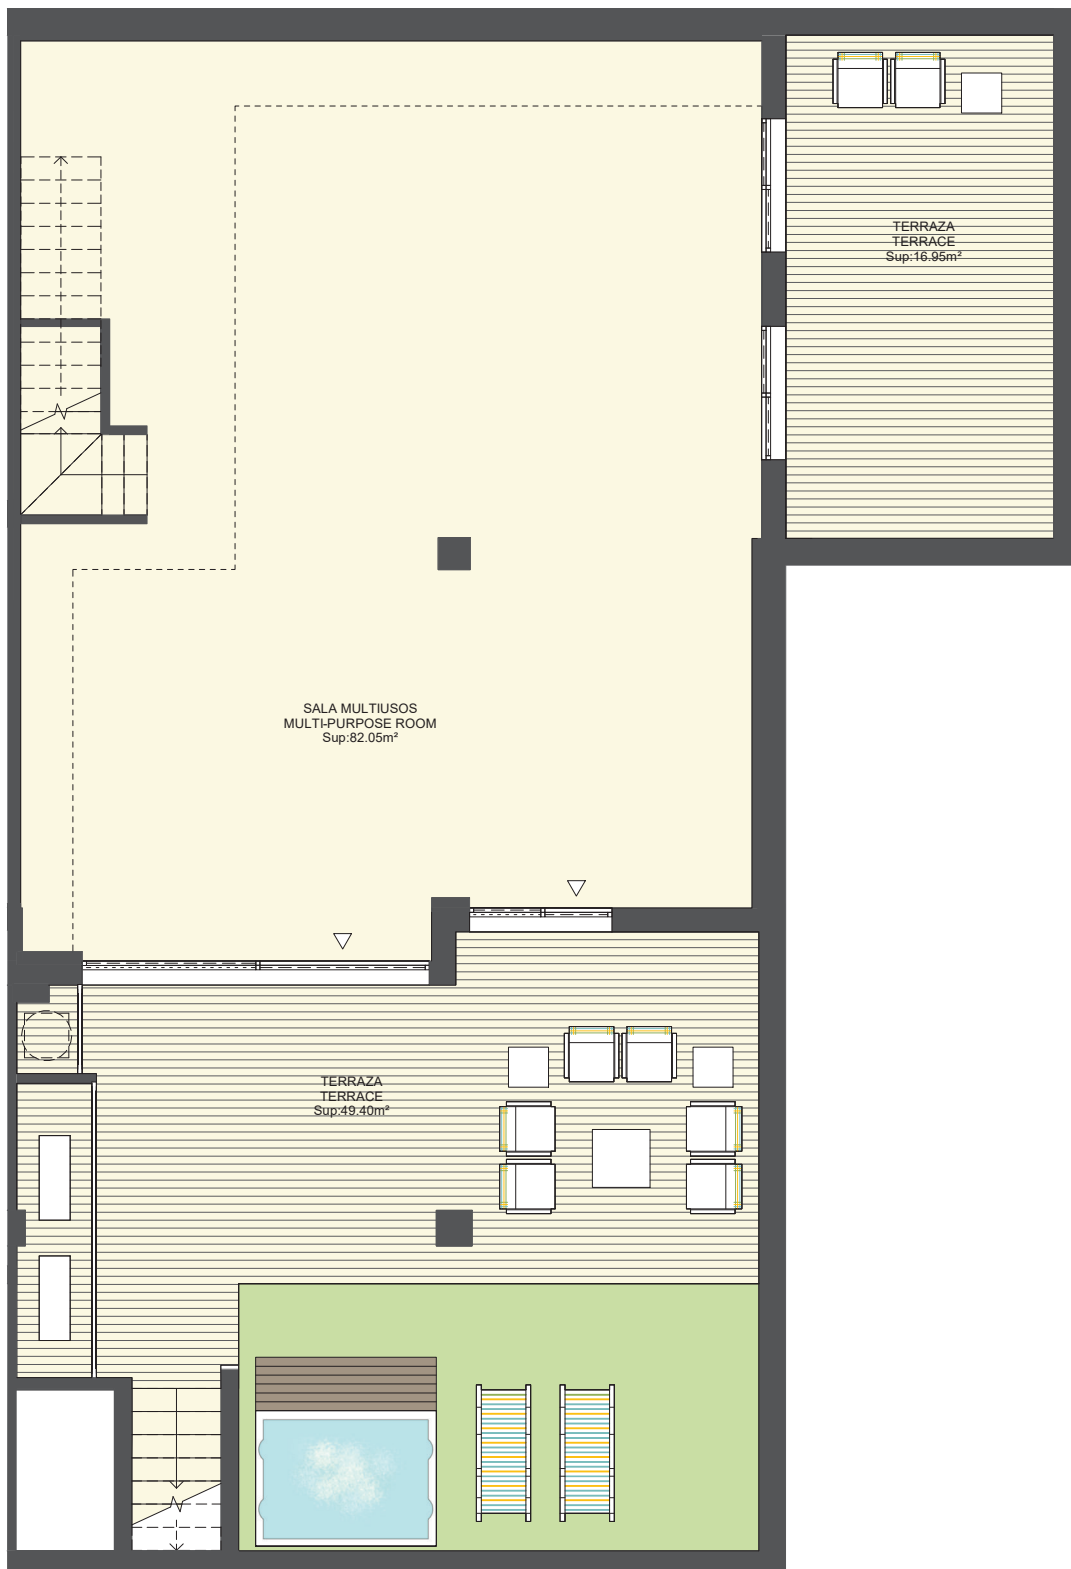 TERRAZA
TERRACE
Sup:16.95m²
SALA MULTIUSOS
MULTI-PURPOSE ROOM
Sup:82.05m²
TERRAZA
TERRACE
Sup:49.40m²